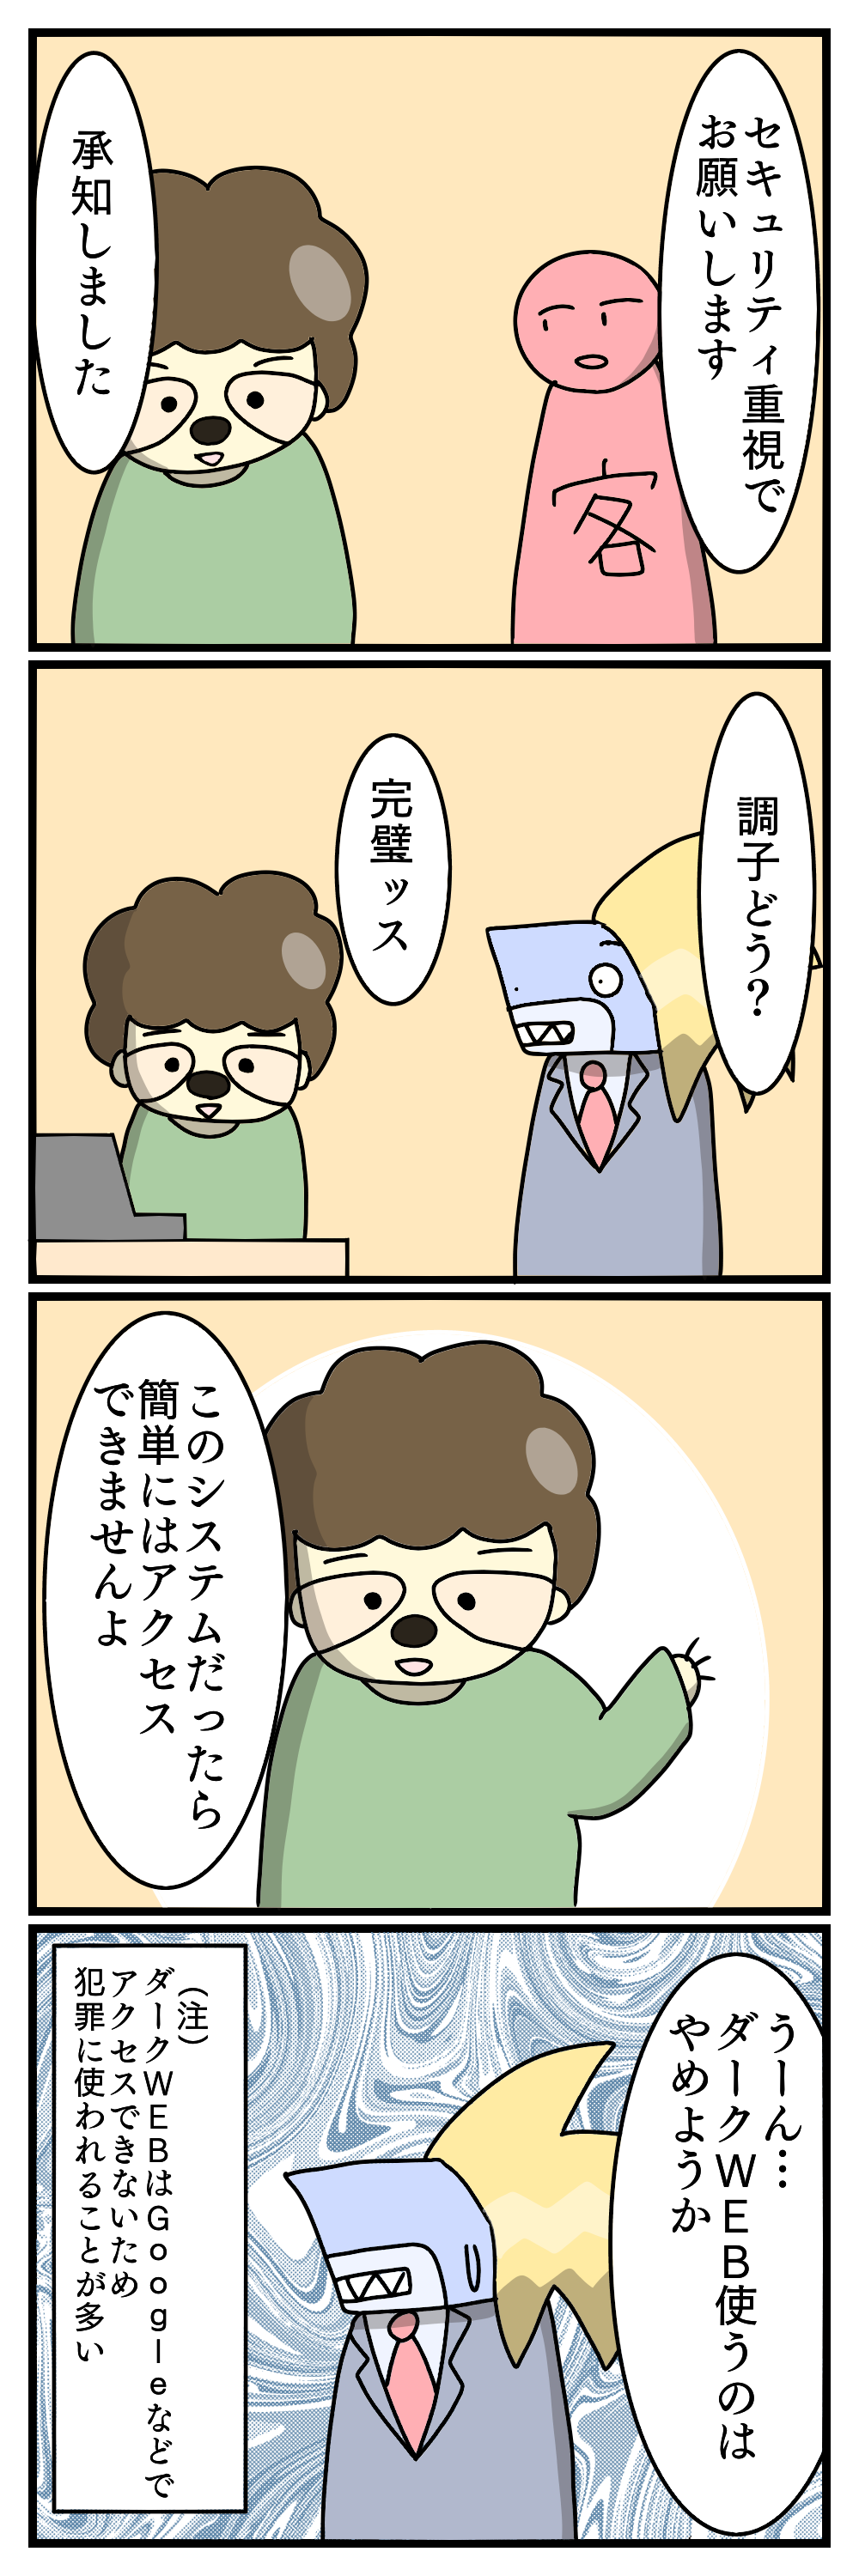 セキュリティ重視で
お願いします
客
承知しました
調子どう？
完璧ッス
このシステムだったら
簡単にはアクセス
できませんよ
うーん…
ダークＷＥＢ使うのは
やめようか
（注）
ダークＷＥＢはＧｏｏｇｌｅなどで
アクセスできないため
犯罪に使われることが多い